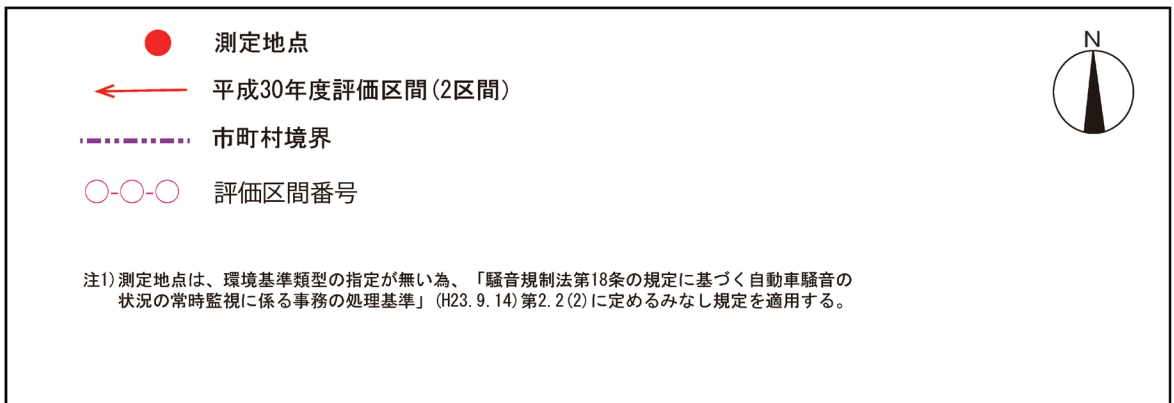 N
測定地点
平成30年度評価区間(2区間)
市町村境界
○-○-○ 評価区間番号
注1)測定地点は、環境基準類型の指定が無い為、「騒音規制法第18条の規定に基づく自動車騒音の
状況の常時監視に係る事務の処理基準」(H23.9.14)第2.2(2)に定めるみなし規定を適用する。